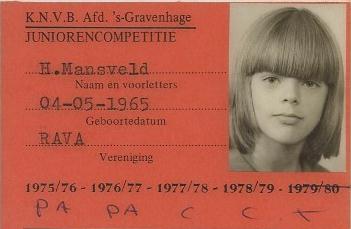 K.N.V.B. Afd. 's-Gravenhage
JUNIORENCOMPETITIE
H.Mansveld
Naam en voorletters
04-05-1965
Geboortedatum
RAVA
Vereniging
1975/76 - 1976/77 - 1977/78 - 1978/79 - 1979/80
PA PA C C +